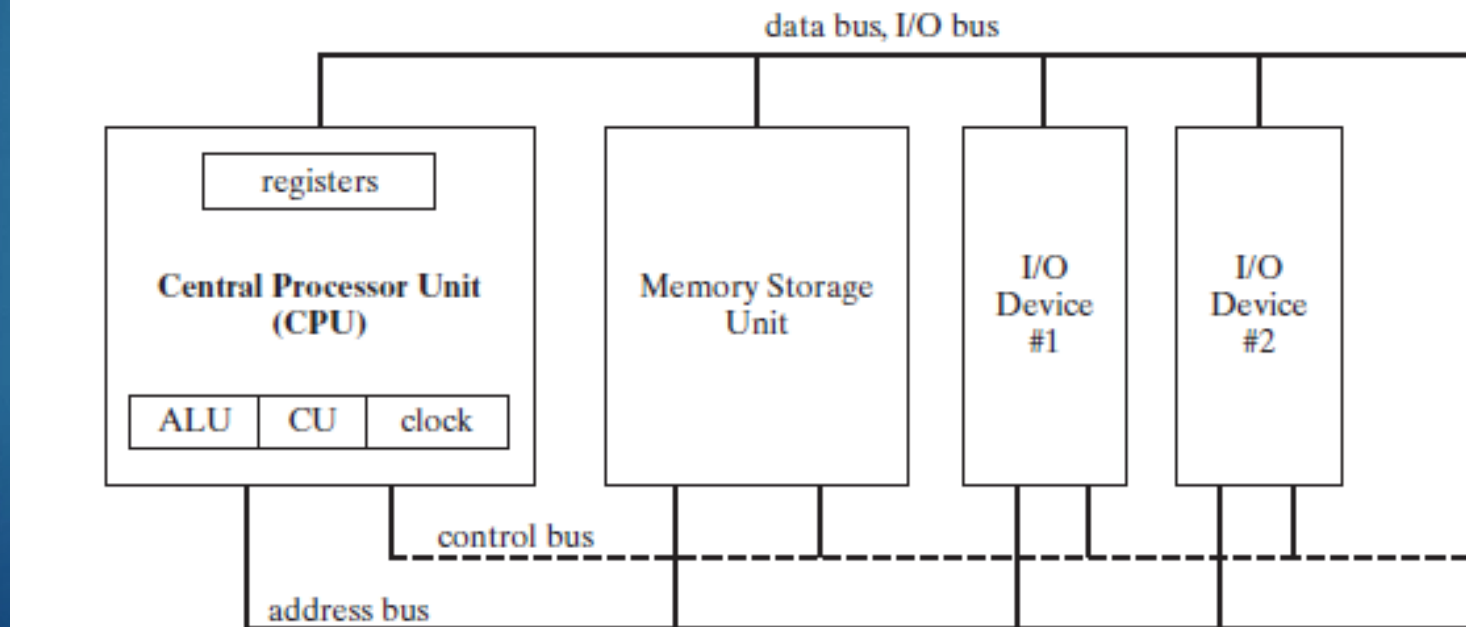 data bus, I/O bus
registers
Central Processor Unit
(CPU)
ALU CU clock
Memory Storage
Unit
I/O
Device
#1
I/O
Device
#2
control bus
address bus